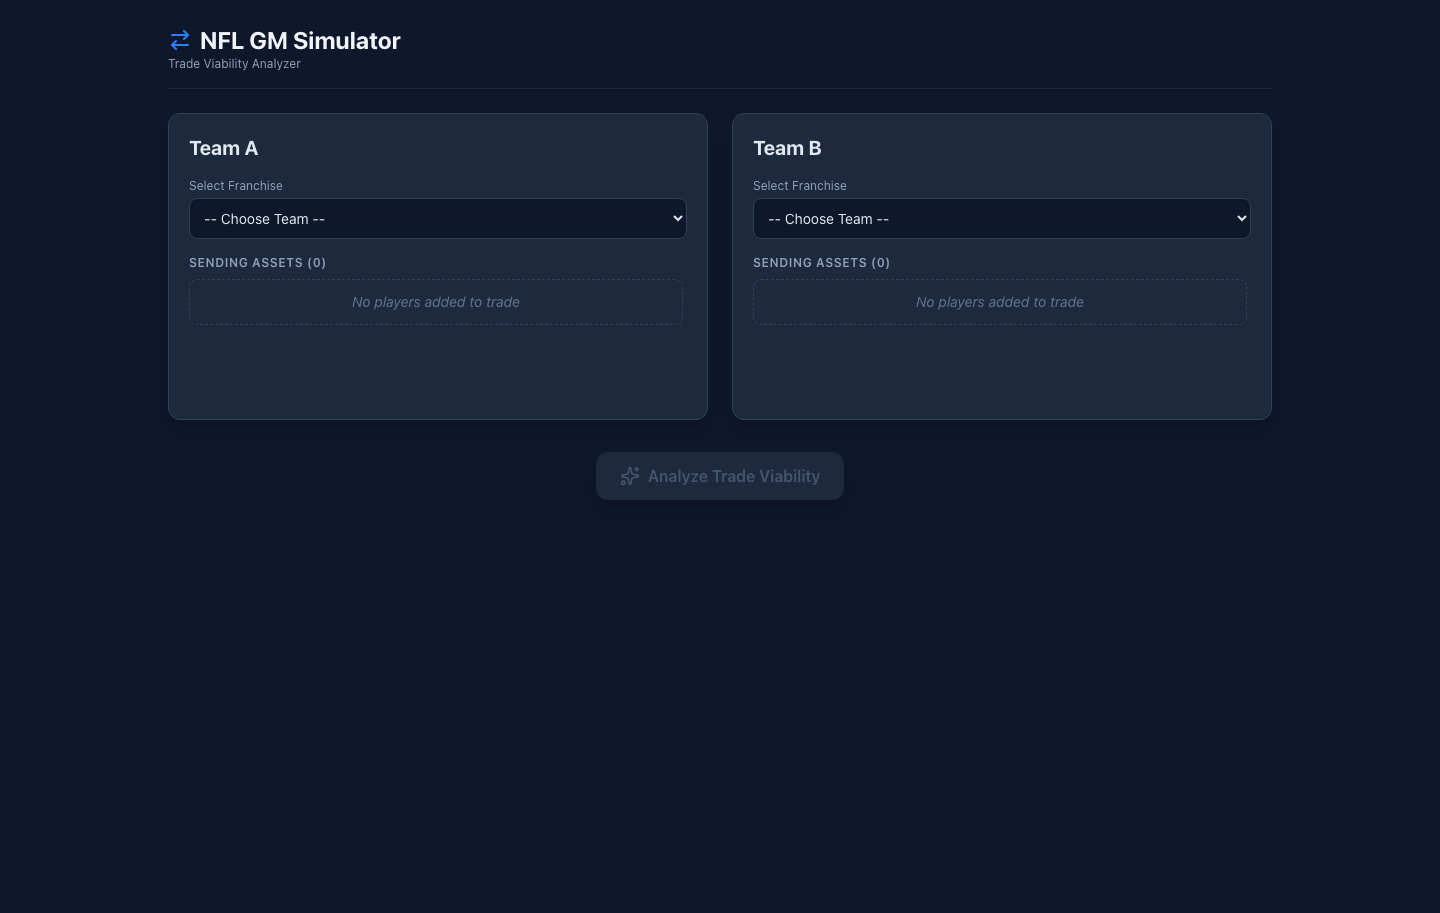 NFL GM Simulator
Trade Viability Analyzer
Team A
Select Franchise
-- Choose Team --
SENDING ASSETS (0)
No players added to trade
Team B
Select Franchise
-- Choose Team --
SENDING ASSETS (0)
No players added to trade
Analyze Trade Viability